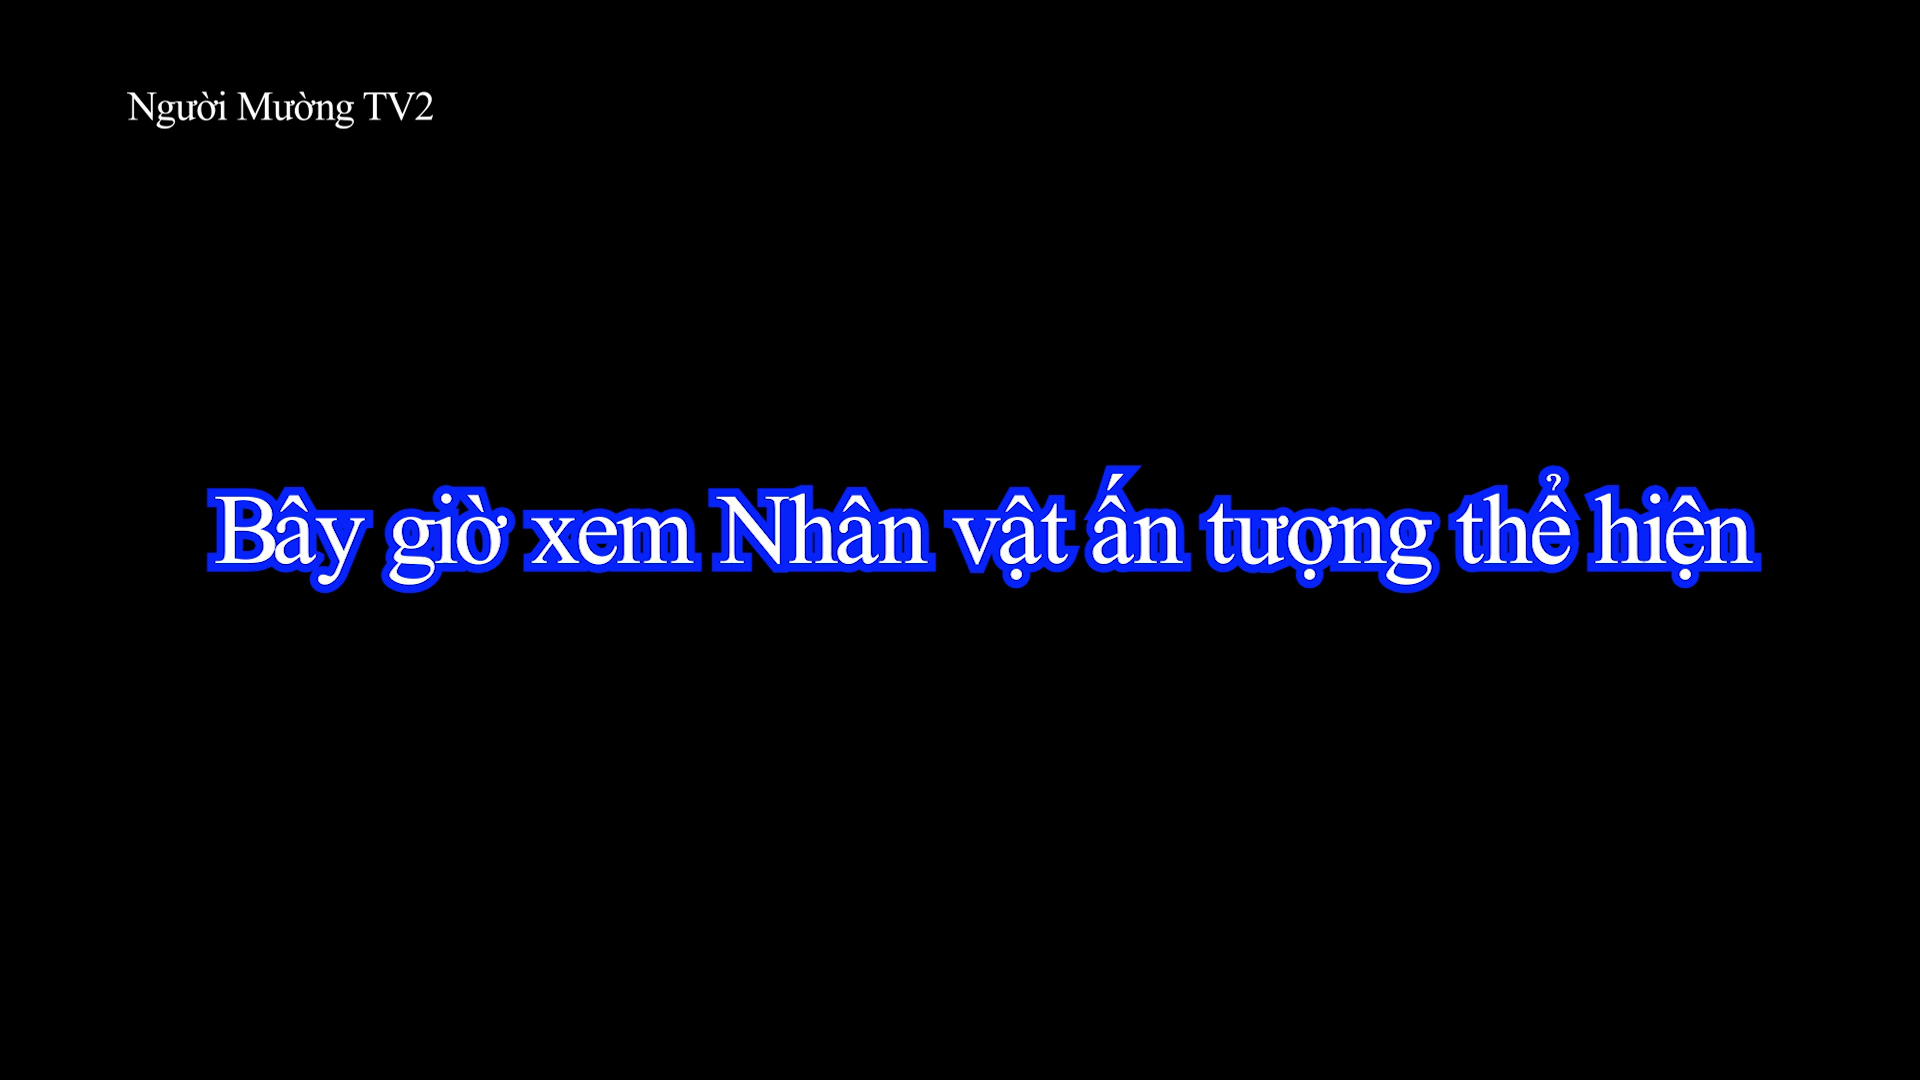 Người Mường TV2
Bây giờ xem Nhân vật ấn tượng thể hiện